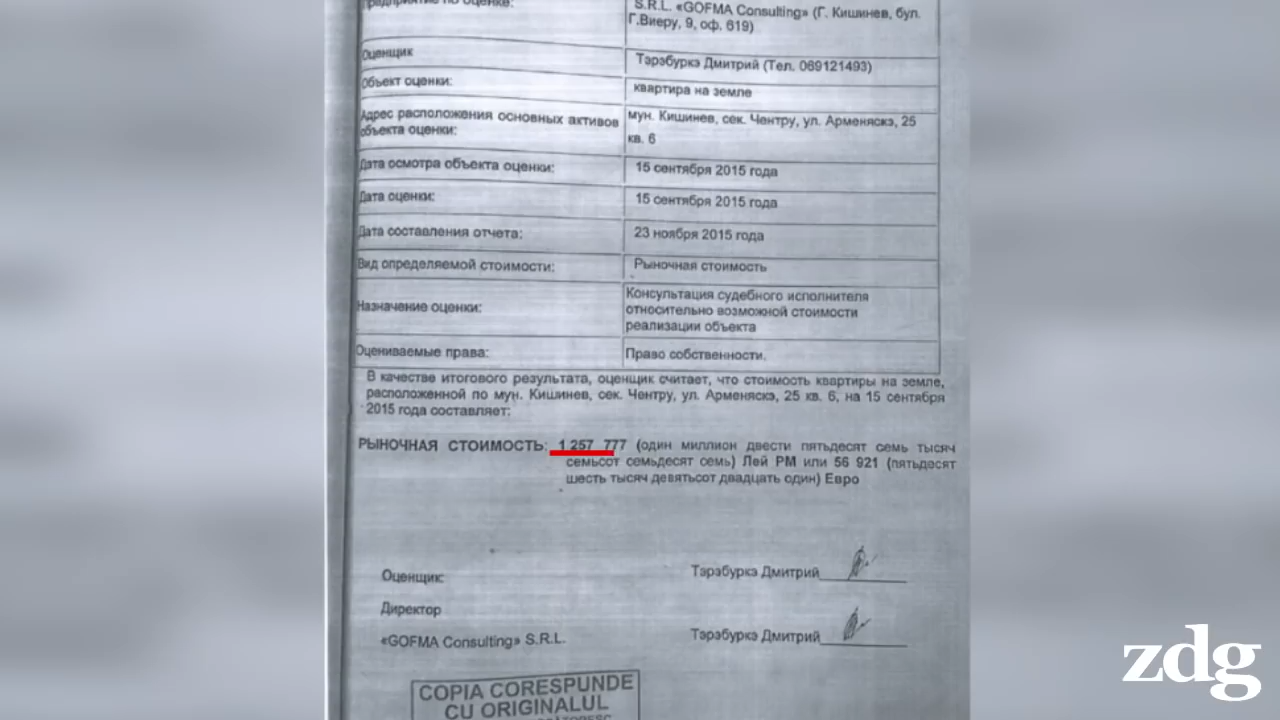 предприятие по оценке:
S.R.L. «GOFMA Consulting» (Г. Кишинев, бул.
Г.Виеру, 9, оф. 619)
Оценщик
Тэрэбуркэ Дмитрий (Тел. 069121493)
Объект оценки:
квартира на земле
Адрес расположения основных активов
объекта оценки:
мун. Кишинев, сек. Чентру, ул. Арменяскэ, 25
кв. 6
Дата осмотра объекта оценки:
15 сентября 2015 года
Дата оценки:
15 сентября 2015 года
Дата составления отчета:
23 ноября 2015 года
Вид определяемой стоимости:
Рыночная стоимость
Назначение оценки:
Консультация судебного исполнителя
относительно возможной стоимости
реализации объекта
Оцениваемые права:
Право собственности.
В качестве итогового результата, оценщик считает, что стоимость квартиры на земле,
расположенной по мун. Кишинев, сек. Чентру, ул. Арменяскэ, 25 кв. 6, на 15 сентября
2015 года составляет:
РЫНОЧНАЯ СТОИМОСТЬ: 1 257 777 (один миллион двести пятьдесят семь тысяч
семьсот семьдесят семь) Лей РМ или 56 921 (пятьдесят
шесть тысяч девятьсот двадцать один) Евро
Оценщик
Тэрэбуркэ Дмитрий
Директор
«GOFMA Consulting» S.R.L.
Тэрэбуркэ Дмитрий
COPIA CORESPUNDE
CU ORIGINALUL
zdg